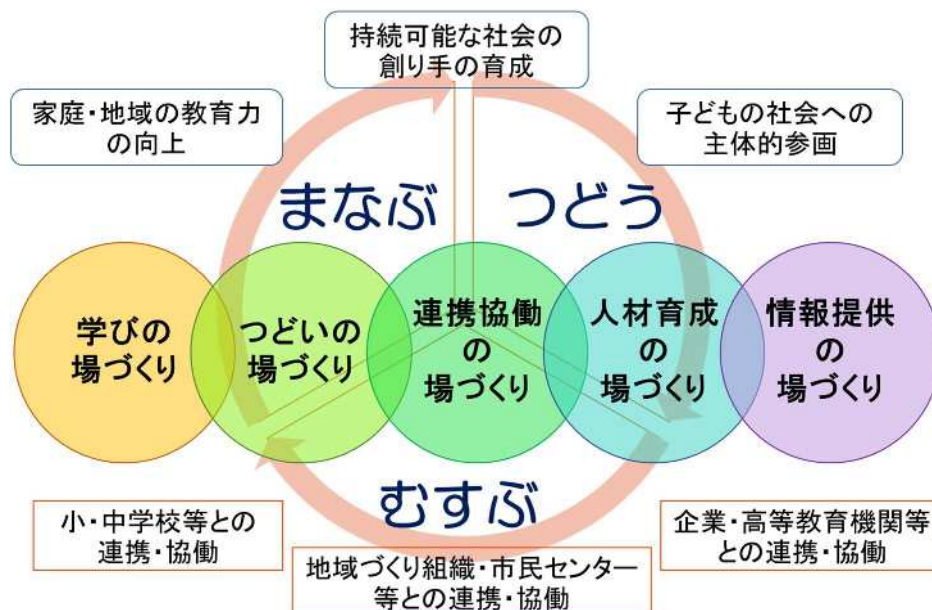 持続可能な社会の
創り手の育成
家庭・地域の教育力
の向上
子どもの社会への
主体的参画
まなぶ
つどう
学びの
場づくり
つどいの
場づくり
連携協働
の
場づくり
人材育成
の
場づくり
情報提供
の
場づくり
むすぶ
小・中学校等との
連携・協働
地域づくり組織・市民センター
等との連携・協働
企業・高等教育機関等
との連携・協働